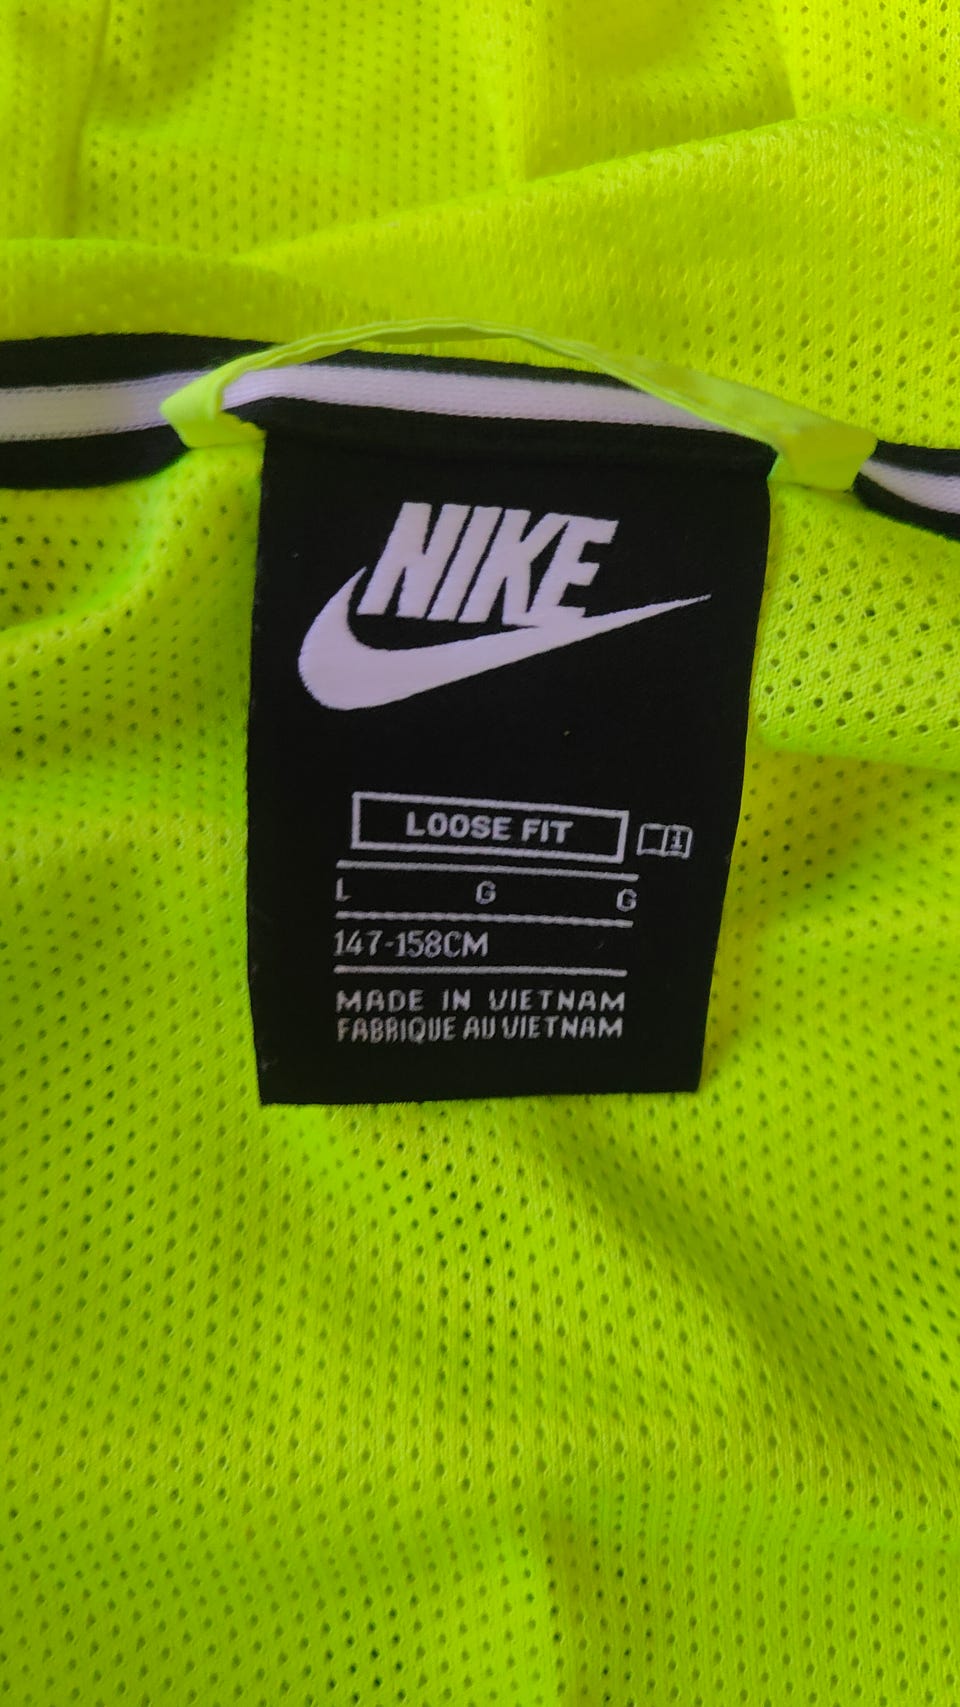 NIKE
LOOSE FIT i
L G G
147-158CM
MADE IN VIETNAM
FABRIQUE AU VIETNAM